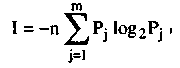 I = −n ∑_{j=1}^{m} P_j log_2 P_j ,